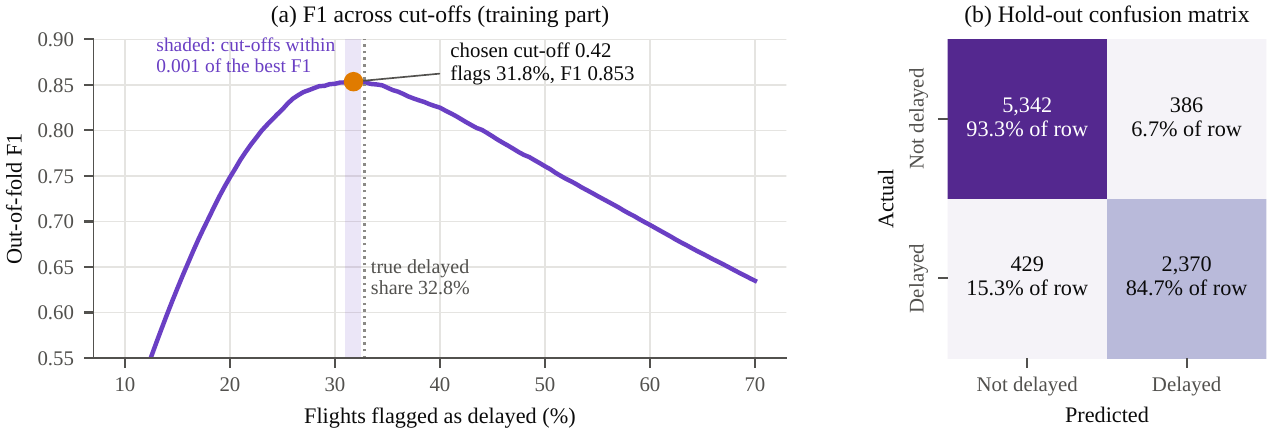 (a) F1 across cut-offs (training part)
shaded: cut-offs within
0.001 of the best F1
chosen cut-off 0.42
flags 31.8%, F1 0.853
true delayed
share 32.8%
Out-of-fold F1
0.90
0.85
0.80
0.75
0.70
0.65
0.60
0.55
10 20 30 40 50 60 70
Flights flagged as delayed (%)
(b) Hold-out confusion matrix
Actual
Not delayed
5,342 386
93.3% of row 6.7% of row
Delayed
429 2,370
15.3% of row 84.7% of row
Not delayed Delayed
Predicted